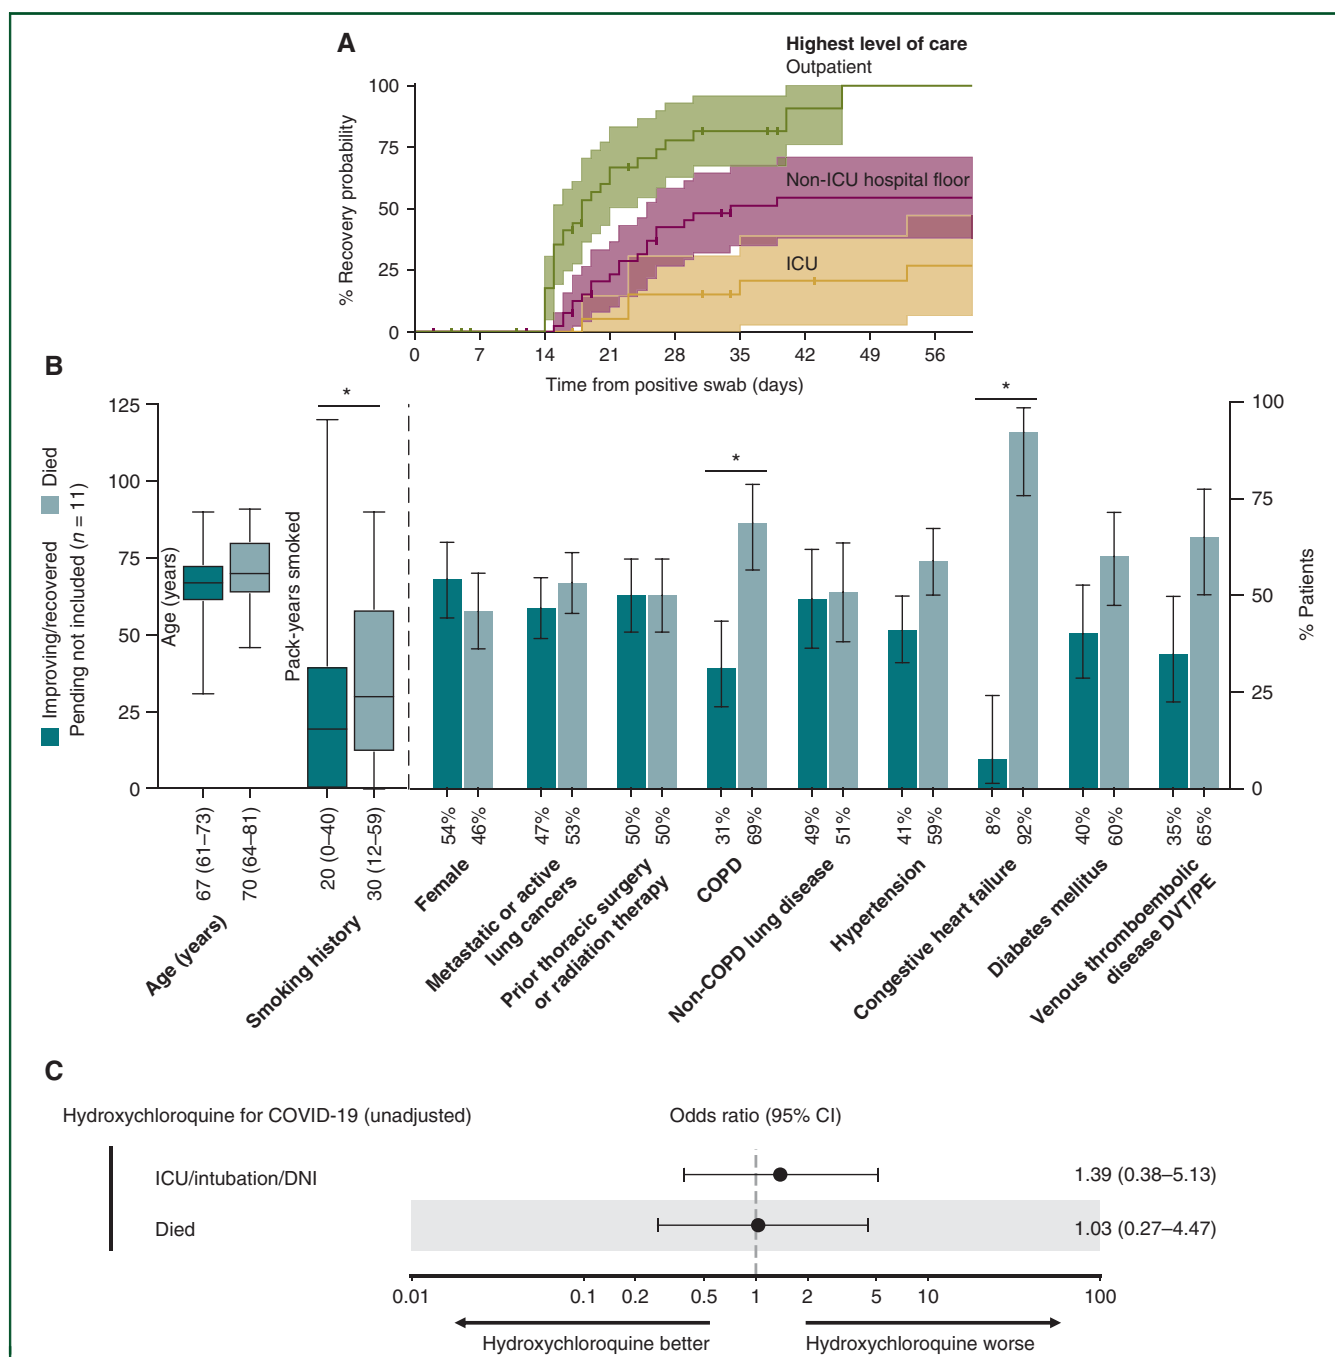 A
Highest level of care
Outpatient
% Recovery probability
100
75
50
25
0
Non-ICU hospital floor
ICU
0 7 14 21 28 35 42 49 56
Time from positive swab (days)
B
Improving/recovered
Died
Pending not included (n = 11)
125
100
75
50
25
0
Age (years)
Pack-years smoked
*
*
*
100
75
50
25
0
% Patients
67 (61–73)
70 (64–81)
20 (0–40)
30 (12–59)
54%
46%
47%
53%
50%
50%
31%
69%
49%
51%
41%
59%
8%
92%
40%
60%
35%
65%
Age (years)
Smoking history
Female
Metastatic or active
lung cancers
Prior thoracic surgery
or radiation therapy
COPD
Non-COPD lung disease
Hypertension
Congestive heart failure
Diabetes mellitus
Venous thromboembolic
disease DVT/PE
C
Hydroxychloroquine for COVID-19 (unadjusted)
Odds ratio (95% CI)
ICU/intubation/DNI
1.39 (0.38–5.13)
Died
1.03 (0.27–4.47)
0.01 0.1 0.2 0.5 1 2 5 10 100
Hydroxychloroquine better
Hydroxychloroquine worse